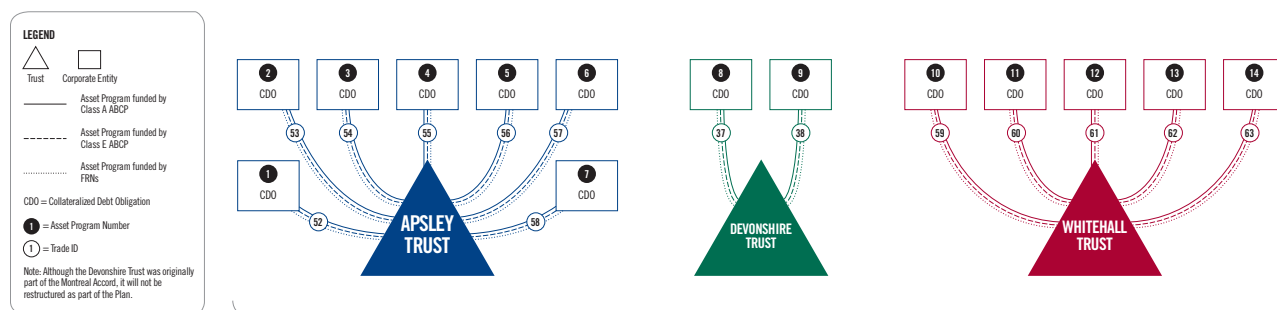 LEGEND
Trust
Corporate Entity
Asset Program funded by
Class A ABCP
Asset Program funded by
Class E ABCP
Asset Program funded by
FRNs
CDO = Collateralized Debt Obligation
1 = Asset Program Number
1 = Trade ID
Note: Although the Devonshire Trust was originally
part of the Montreal Accord, it will not be
restructured as part of the Plan.
2
CDO
3
CDO
4
CDO
5
CDO
6
CDO
53
54
55
56
57
1
CDO
7
CDO
52
58
APSLEY
TRUST
8
CDO
9
CDO
37
38
DEVONSHIRE
TRUST
10
CDO
11
CDO
12
CDO
13
CDO
14
CDO
59
60
61
62
63
WHITEHALL
TRUST